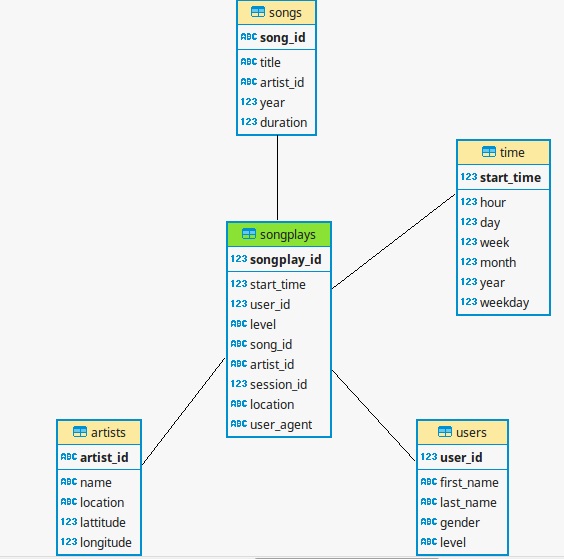 songs
ABC song_id
ABC title
ABC artist_id
123 year
123 duration
time
123 start_time
123 hour
123 day
123 week
123 month
123 year
123 weekday
songplays
123 songplay_id
123 start_time
123 user_id
ABC level
ABC song_id
ABC artist_id
123 session_id
ABC location
ABC user_agent
artists
ABC artist_id
ABC name
ABC location
123 lattitude
123 longitude
users
123 user_id
ABC first_name
ABC last_name
ABC gender
ABC level